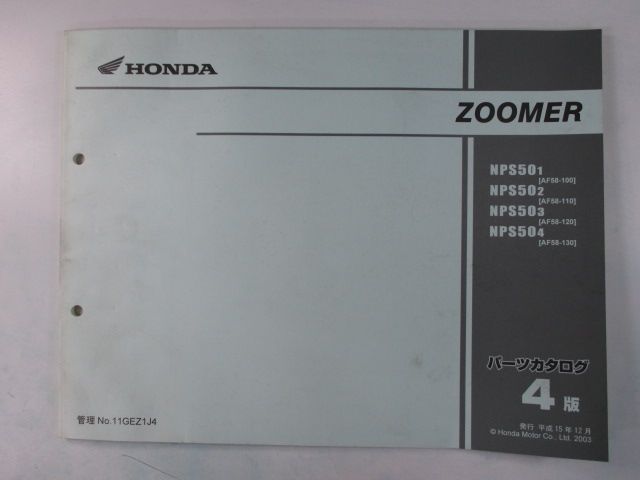 HONDA
ZOOMER
NPS501
[AF58-100]
NPS502
[AF58-110]
NPS503
[AF58-120]
NPS504
[AF58-130]
パーツカタログ
4版
管理 No.11GEZ1J4
発行 平成15年12月
© Honda Motor Co., Ltd. 2003